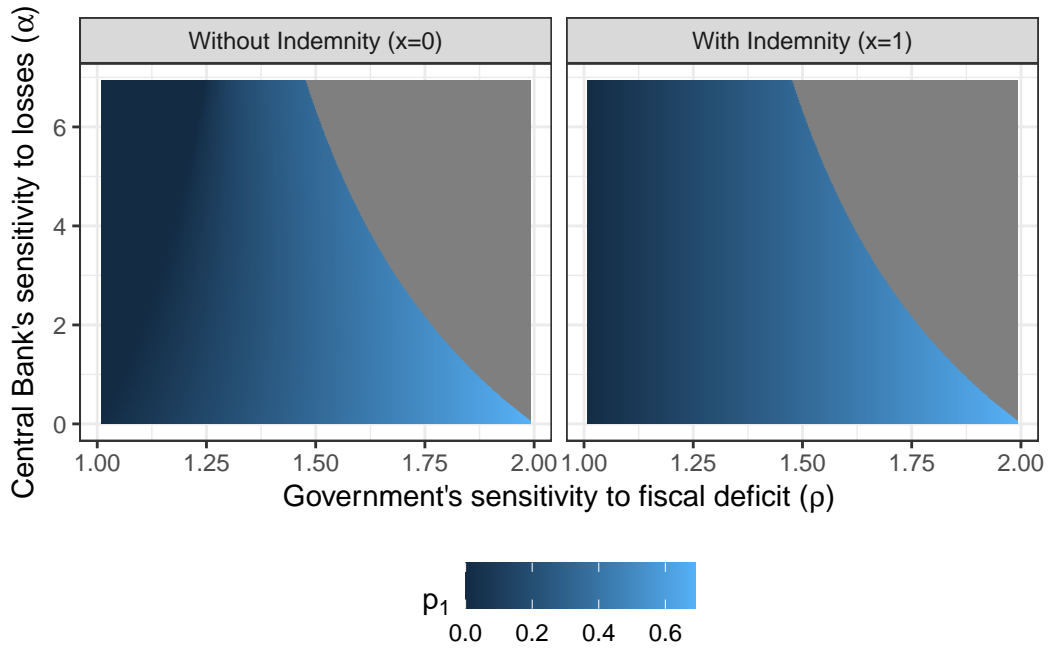 Without Indemnity (x=0)
With Indemnity (x=1)
Central Bank's sensitivity to losses (α)
6
4
2
0
1.00 1.25 1.50 1.75 2.00
1.00 1.25 1.50 1.75 2.00
Government's sensitivity to fiscal deficit (ρ)
p₁
0.0 0.2 0.4 0.6